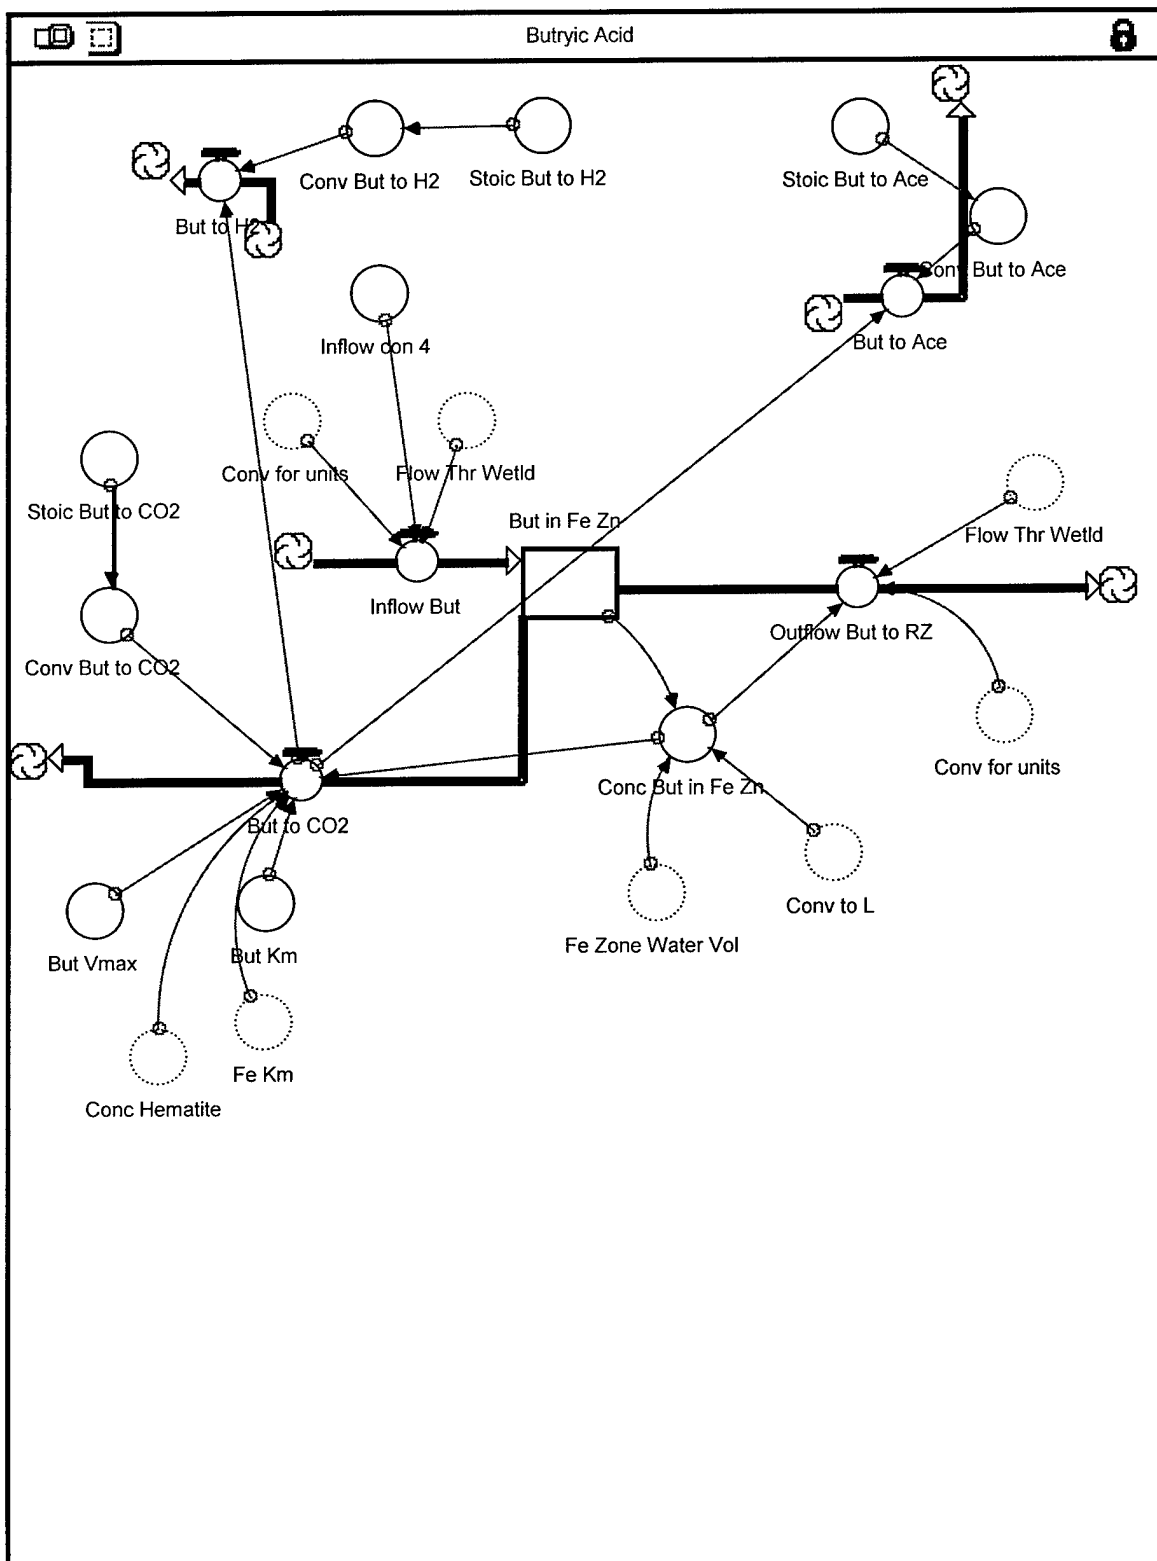 Butryic Acid
Conv But to H2
Stoic But to H2
Stoic But to Ace
But to H2
Conv But to Ace
Inflow con 4
But to Ace
Conv for units
Flow Thr Wetld
Stoic But to CO2
But in Fe Zn
Flow Thr Wetld
Inflow But
Outflow But to RZ
Conv But to CO2
Conv for units
Conc But in Fe Zn
But to CO2
Conv to L
Fe Zone Water Vol
But Vmax
But Km
Fe Km
Conc Hematite